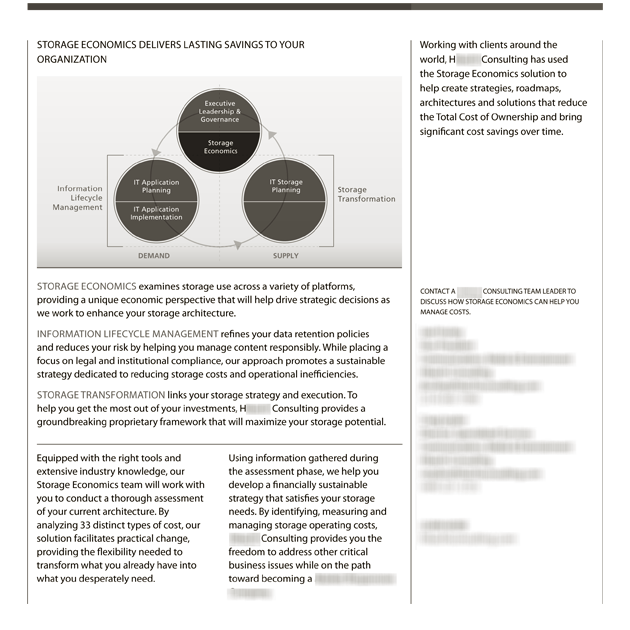 STORAGE ECONOMICS DELIVERS LASTING SAVINGS TO YOUR
ORGANIZATION
Executive
Leadership &
Governance
Storage
Economics
Information
Lifecycle
Management
IT Application
Planning
IT Application
Implementation
IT Storage
Planning
Storage
Transformation
DEMAND
SUPPLY
STORAGE ECONOMICS examines storage use across a variety of platforms,
providing a unique economic perspective that will help drive strategic decisions as
we work to enhance your storage architecture.
INFORMATION LIFECYCLE MANAGEMENT refines your data retention policies
and reduces your risk by helping you manage content responsibly. While placing a
focus on legal and institutional compliance, our approach promotes a sustainable
strategy dedicated to reducing storage costs and operational inefficiencies.
STORAGE TRANSFORMATION links your storage strategy and execution. To
help you get the most out of your investments, H Consulting provides a
groundbreaking proprietary framework that will maximize your storage potential.
Equipped with the right tools and
extensive industry knowledge, our
Storage Economics team will work with
you to conduct a thorough assessment
of your current architecture. By
analyzing 33 distinct types of cost, our
solution facilitates practical change,
providing the flexibility needed to
transform what you already have into
what you desperately need.
Using information gathered during
the assessment phase, we help you
develop a financially sustainable
strategy that satisfies your storage
needs. By identifying, measuring and
managing storage operating costs,
Consulting provides you the
freedom to address other critical
business issues while on the path
toward becoming a
Working with clients around the
world, H Consulting has used
the Storage Economics solution to
help create strategies, roadmaps,
architectures and solutions that reduce
the Total Cost of Ownership and bring
significant cost savings over time.
CONTACT A CONSULTING TEAM LEADER TO
DISCUSS HOW STORAGE ECONOMICS CAN HELP YOU
MANAGE COSTS.